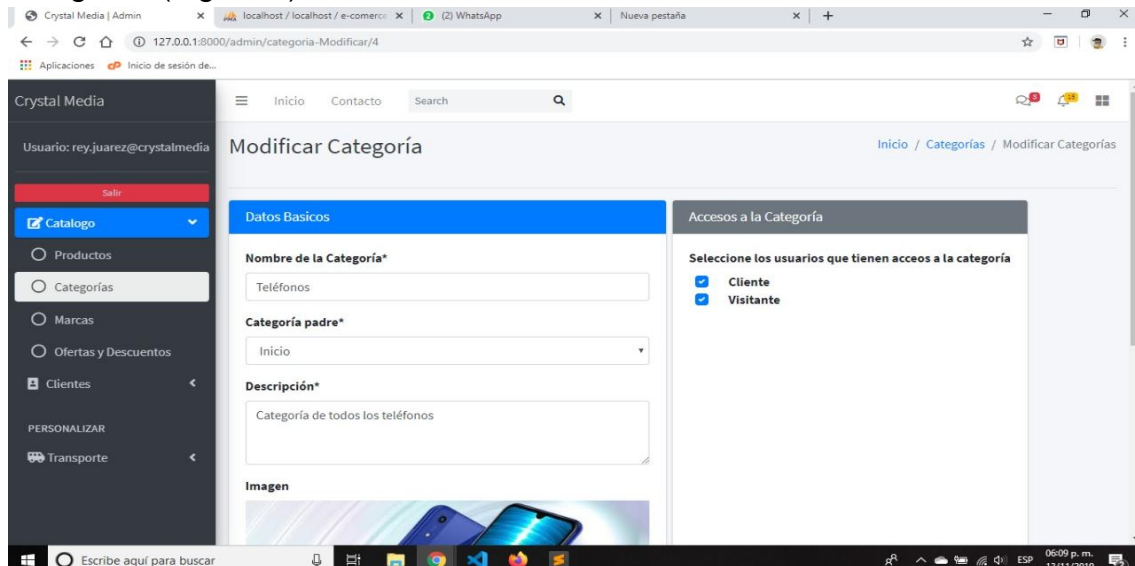 Crystal Media | Admin
localhost / localhost / e-comerce
(2) WhatsApp
Nueva pestaña
127.0.0.1:8000/admin/categoria-Modificar/4
Aplicaciones
Inicio de sesión de...
Crystal Media
Inicio
Contacto
Search
Usuario: rey.juarez@crystalmedia
Modificar Categoría
Inicio / Categorías / Modificar Categorías
Salir
Catalogo
Productos
Categorías
Marcas
Ofertas y Descuentos
Clientes
PERSONALIZAR
Transporte
Datos Basicos
Nombre de la Categoría*
Teléfonos
Categoría padre*
Inicio
Descripción*
Categoría de todos los teléfonos
Imagen
Accesos a la Categoría
Seleccione los usuarios que tienen acceos a la categoría
Cliente
Visitante
Escribe aquí para buscar
ESP
06:09 p. m.
13/11/2019